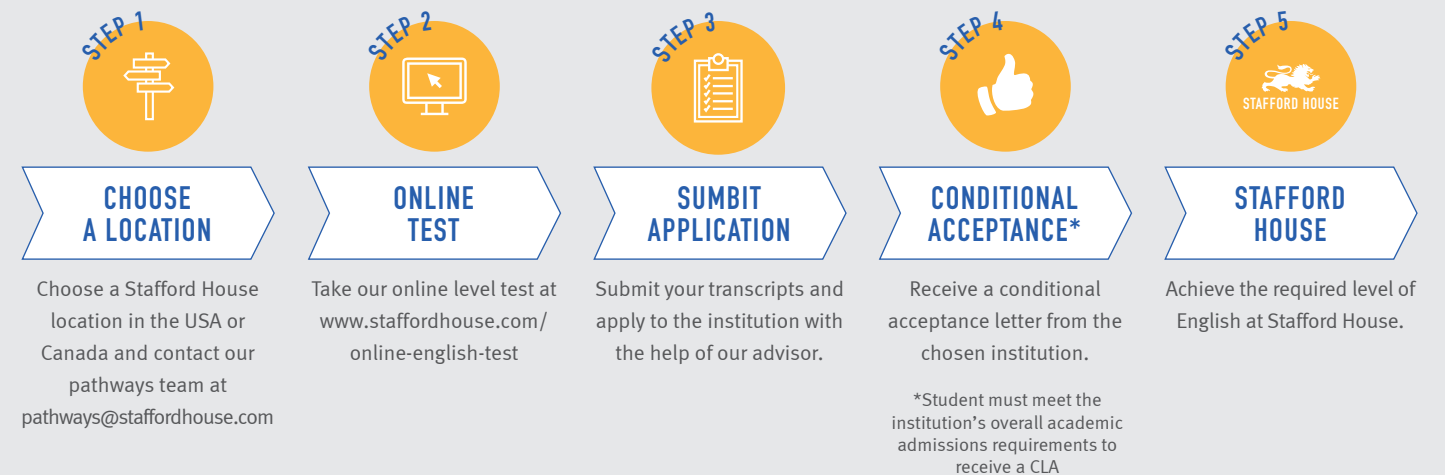 STEP 1
CHOOSE
A LOCATION
Choose a Stafford House
location in the USA or
Canada and contact our
pathways team at
pathways@staffordhouse.com
STEP 2
ONLINE
TEST
Take our online level test at
www.staffordhouse.com/
online-english-test
STEP 3
SUMBIT
APPLICATION
Submit your transcripts and
apply to the institution with
the help of our advisor.
STEP 4
CONDITIONAL
ACCEPTANCE*
Receive a conditional
acceptance letter from the
chosen institution.
*Student must meet the
institution’s overall academic
admissions requirements to
receive a CLA
STEP 5
STAFFORD HOUSE
STAFFORD
HOUSE
Achieve the required level of
English at Stafford House.